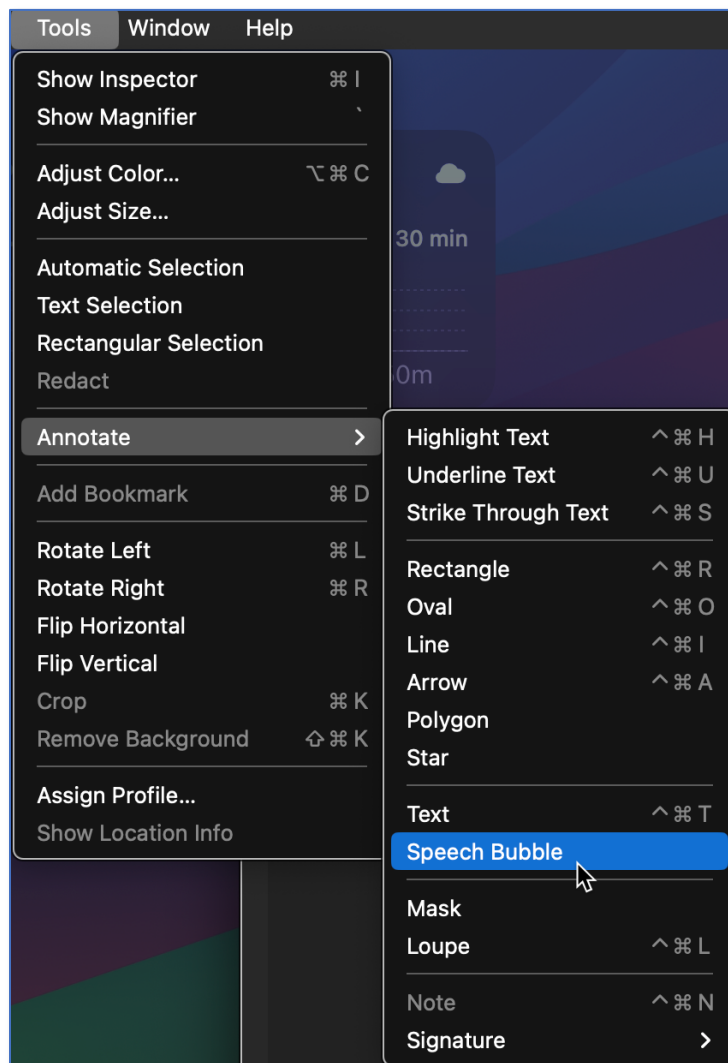 Tools Window Help
Show Inspector ⌘ I
Show Magnifier `
Adjust Color... ⌥ ⌘ C
Adjust Size...
30 min
Automatic Selection
Text Selection
Rectangular Selection
Redact
0m
Annotate >
Add Bookmark ⌘ D
Rotate Left ⌘ L
Rotate Right ⌘ R
Flip Horizontal
Flip Vertical
Crop ⌘ K
Remove Background ⇧ ⌘ K
Assign Profile...
Show Location Info
Highlight Text ^ ⌘ H
Underline Text ^ ⌘ U
Strike Through Text ^ ⌘ S
Rectangle ^ ⌘ R
Oval ^ ⌘ O
Line ^ ⌘ I
Arrow ^ ⌘ A
Polygon
Star
Text ^ ⌘ T
Speech Bubble
Mask
Loupe ^ ⌘ L
Note ^ ⌘ N
Signature >